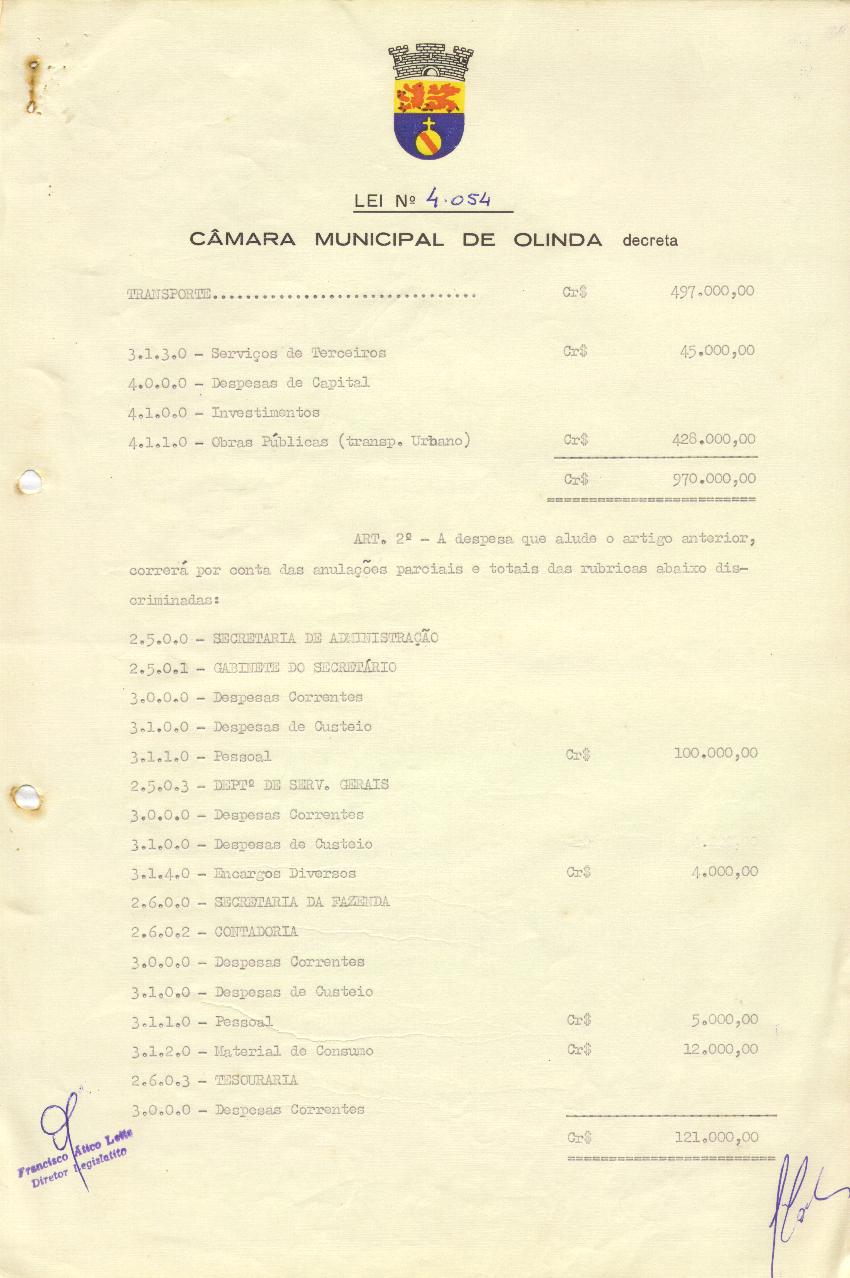 LEI Nº 4.054
CÂMARA MUNICIPAL DE OLINDA decreta
TRANSPORTE................................ Cr$ 497.000,00
3.1.3.0 - Serviços de Terceiros Cr$ 45.000,00
4.0.0.0 - Despesas de Capital
4.1.0.0 - Investimentos
4.1.1.0 - Obras Públicas (transp. Urbano) Cr$ 428.000,00
Cr$ 970.000,00
ART. 2º - A despesa que alude o artigo anterior,
correrá por conta das anulações parciais e totais das rubricas abaixo dis-
criminadas:
2.5.0.0 - SECRETARIA DE ADMINISTRAÇÃO
2.5.0.1 - GABINETE DO SECRETÁRIO
3.0.0.0 - Despesas Correntes
3.1.0.0 - Despesas de Custeio
3.1.1.0 - Pessoal Cr$ 100.000,00
2.5.0.3 - DEPTº DE SERV. GERAIS
3.0.0.0 - Despesas Correntes
3.1.0.0 - Despesas de Custeio
3.1.4.0 - Encargos Diversos Cr$ 4.000,00
2.6.0.0 - SECRETARIA DA FAZENDA
2.6.0.2 - CONTADORIA
3.0.0.0 - Despesas Correntes
3.1.0.0 - Despesas de Custeio
3.1.1.0 - Pessoal Cr$ 5.000,00
3.1.2.0 - Material de Consumo Cr$ 12.000,00
2.6.0.3 - TESOURARIA
3.0.0.0 - Despesas Correntes
Cr$ 121.000,00
Francisco Atico Leite
Diretor Legislatito